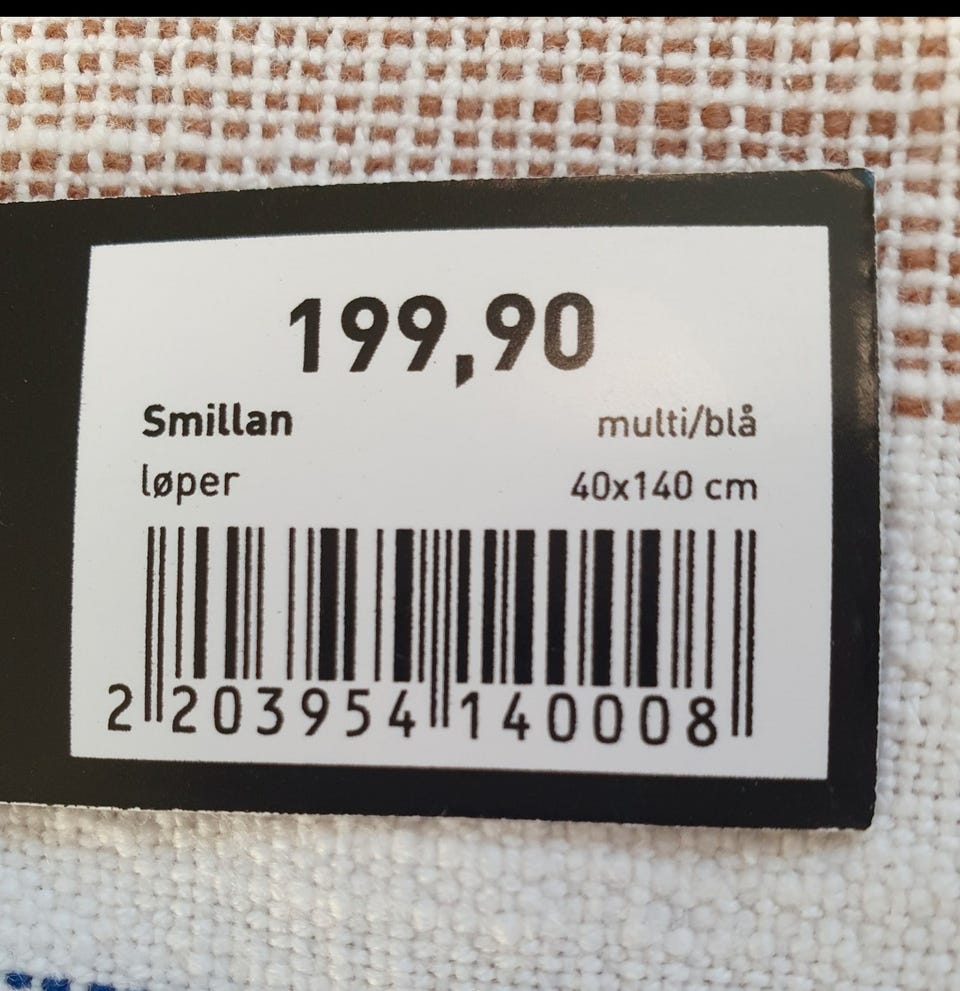 199,90
Smillan multi/blå
løper 40x140 cm
2 203954 140008